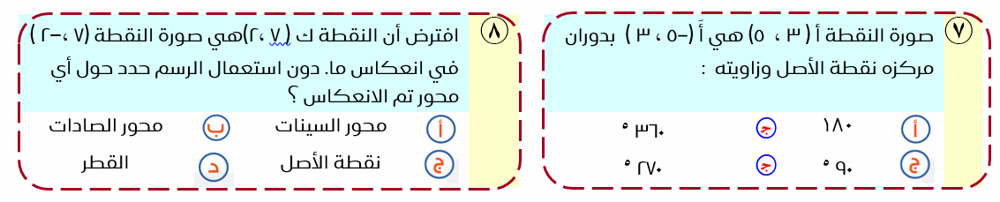 ٧
صورة النقطة أ ( ٣ ، ٥) هي أَ (–٥ ، ٣ ) بدوران
مركزه نقطة الأصل وزاويته :
أ ١٨٠
ج ٣٦٠ °
ج ٩٠ °
ج ٢٧٠ °
٨
افترض أن النقطة ك ( ٧ ،٢)هي صورة النقطة (٧ ،–٢ )
في انعكاس ما. دون استعمال الرسم حدد حول أي
محور تم الانعكاس ؟
أ محور السينات
ب محور الصادات
ج نقطة الأصل
د القطر